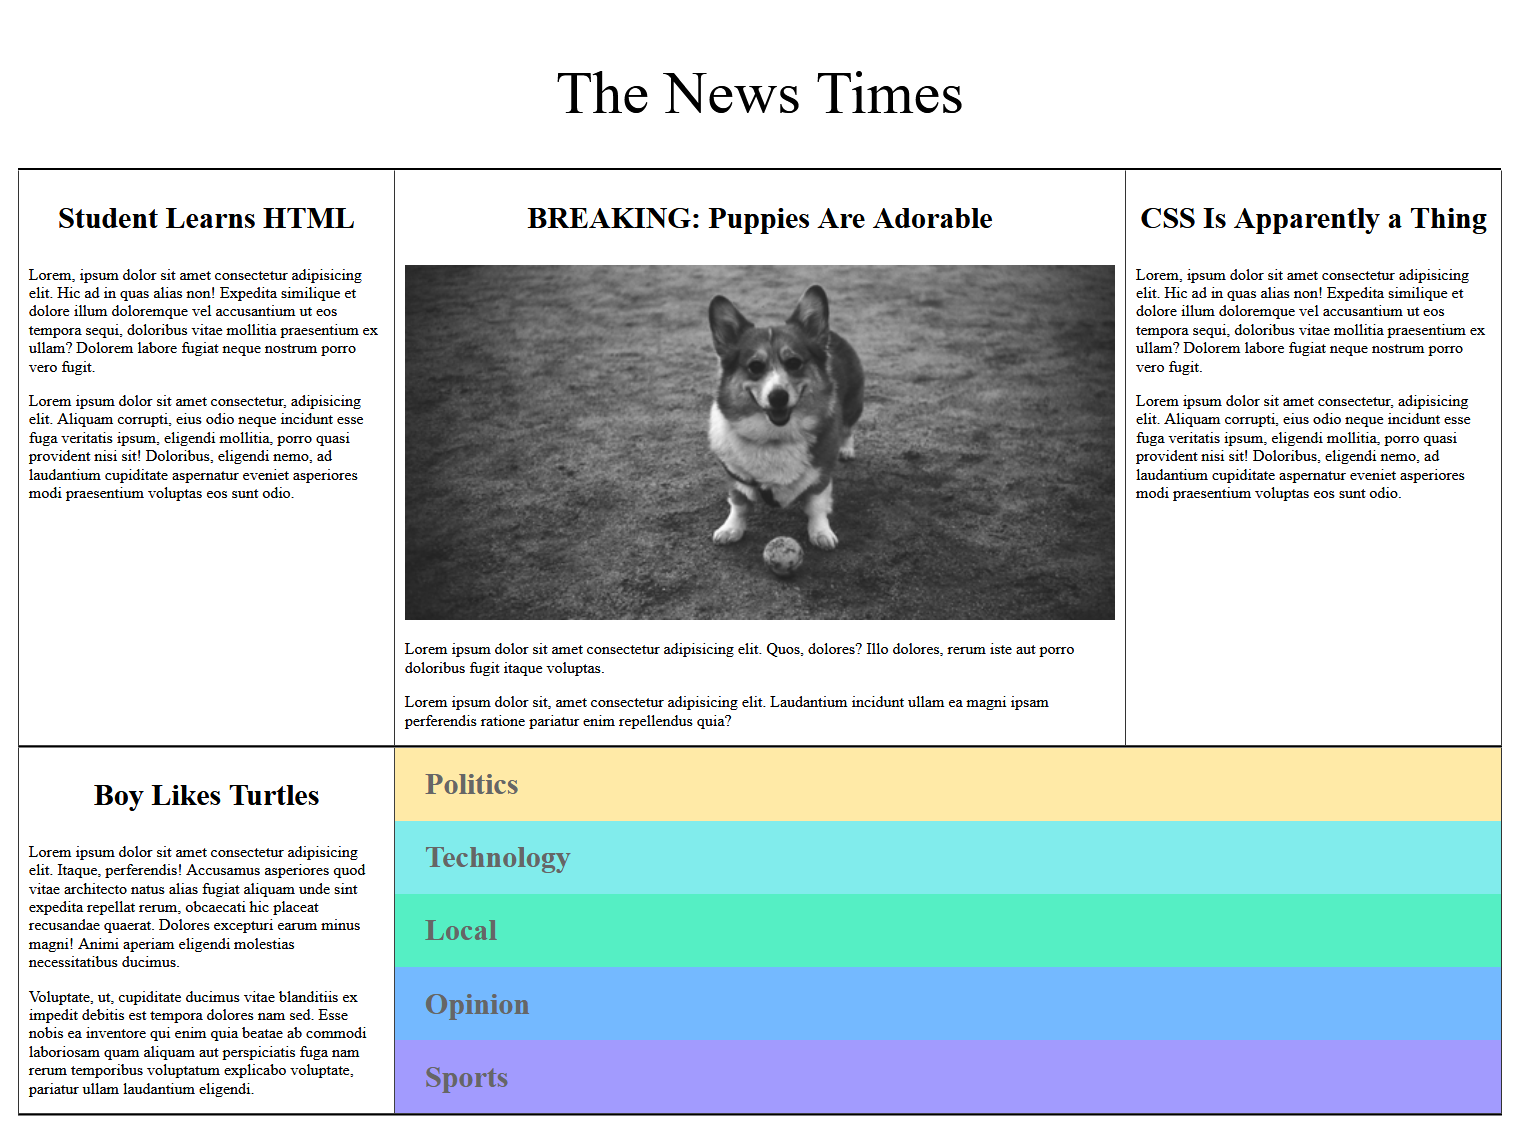 The News Times
Student Learns HTML
Lorem, ipsum dolor sit amet consectetur adipisicing
elit. Hic ad in quas alias non! Expedita similique et
dolore illum doloremque vel accusantium ut eos
tempora sequi, doloribus vitae mollitia praesentium ex
ullam? Dolorem labore fugiat neque nostrum porro
vero fugit.
Lorem ipsum dolor sit amet consectetur, adipisicing
elit. Aliquam corrupti, eius odio neque incidunt esse
fuga veritatis ipsum, eligendi mollitia, porro quasi
provident nisi sit! Doloribus, eligendi nemo, ad
laudantium cupiditate aspernatur eveniet asperiores
modi praesentium voluptas eos sunt odio.
BREAKING: Puppies Are Adorable
Lorem ipsum dolor sit amet consectetur adipisicing elit. Quos, dolores? Illo dolores, rerum iste aut porro
doloribus fugit itaque voluptas.
Lorem ipsum dolor sit, amet consectetur adipisicing elit. Laudantium incidunt ullam ea magni ipsam
perferendis ratione pariatur enim repellendus quia?
CSS Is Apparently a Thing
Lorem, ipsum dolor sit amet consectetur adipisicing
elit. Hic ad in quas alias non! Expedita similique et
dolore illum doloremque vel accusantium ut eos
tempora sequi, doloribus vitae mollitia praesentium ex
ullam? Dolorem labore fugiat neque nostrum porro
vero fugit.
Lorem ipsum dolor sit amet consectetur, adipisicing
elit. Aliquam corrupti, eius odio neque incidunt esse
fuga veritatis ipsum, eligendi mollitia, porro quasi
provident nisi sit! Doloribus, eligendi nemo, ad
laudantium cupiditate aspernatur eveniet asperiores
modi praesentium voluptas eos sunt odio.
Boy Likes Turtles
Lorem ipsum dolor sit amet consectetur adipisicing
elit. Itaque, perferendis! Accusamus asperiores quod
vitae architecto natus alias fugiat aliquam unde sint
expedita repellat rerum, obcaecati hic placeat
recusandae quaerat. Dolores excepturi earum minus
magni! Animi aperiam eligendi molestias
necessitatibus ducimus.
Voluptate, ut, cupiditate ducimus vitae blanditiis ex
impedit debitis est tempora dolores nam sed. Esse
nobis ea inventore qui enim quia beatae ab commodi
laboriosam quam aliquam aut perspiciatis fuga nam
rerum temporibus voluptatum explicabo voluptate,
pariatur ullam laudantium eligendi.
Politics
Technology
Local
Opinion
Sports